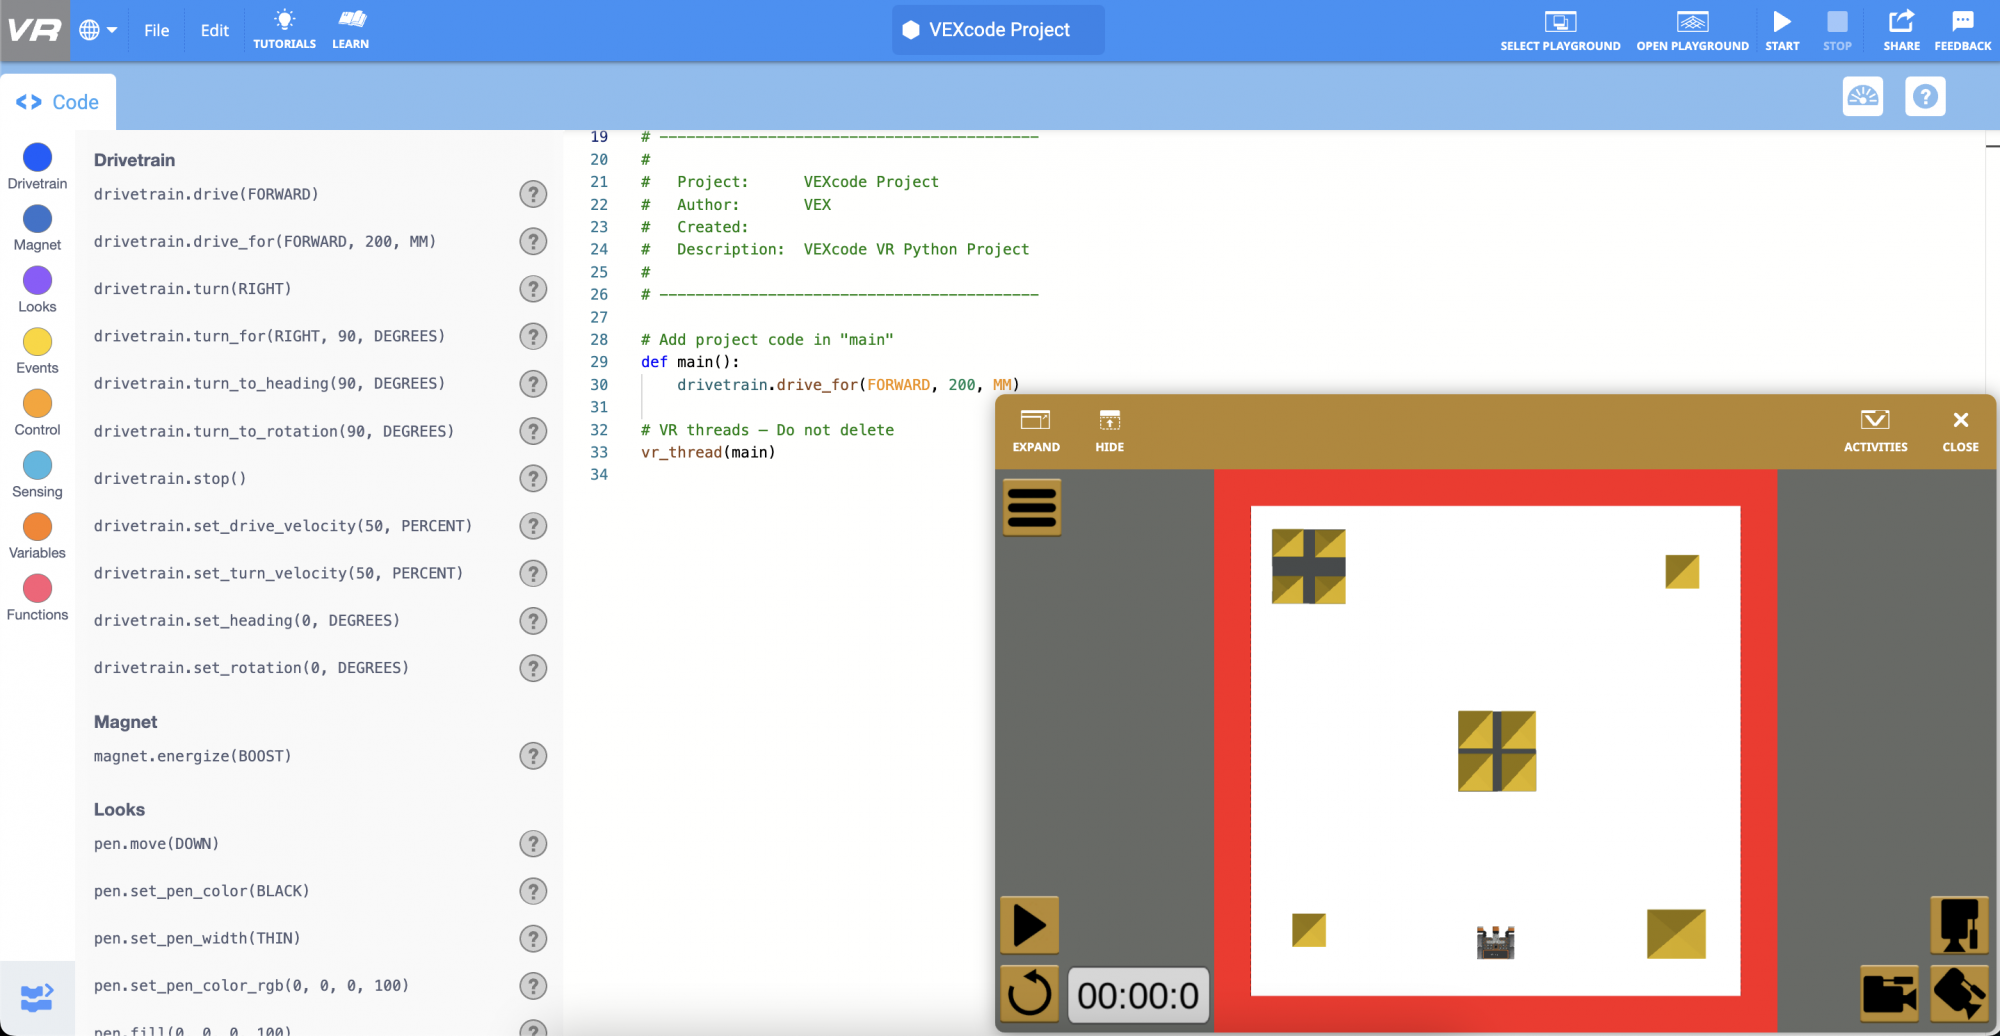 VR
File
Edit
TUTORIALS
LEARN
VEXcode Project
SELECT PLAYGROUND
OPEN PLAYGROUND
START
STOP
SHARE
FEEDBACK
<> Code
?
Drivetrain
Magnet
Looks
Events
Control
Sensing
Variables
Functions
Drivetrain
drivetrain.drive(FORWARD) ?
drivetrain.drive_for(FORWARD, 200, MM) ?
drivetrain.turn(RIGHT) ?
drivetrain.turn_for(RIGHT, 90, DEGREES) ?
drivetrain.turn_to_heading(90, DEGREES) ?
drivetrain.turn_to_rotation(90, DEGREES) ?
drivetrain.stop() ?
drivetrain.set_drive_velocity(50, PERCENT) ?
drivetrain.set_turn_velocity(50, PERCENT) ?
drivetrain.set_heading(0, DEGREES) ?
drivetrain.set_rotation(0, DEGREES) ?
Magnet
magnet.energize(BOOST) ?
Looks
pen.move(DOWN) ?
pen.set_pen_color(BLACK) ?
pen.set_pen_width(THIN) ?
pen.set_pen_color_rgb(0, 0, 0, 100) ?
pen.fill(0, 0, 0, 100) ?
19 # ------------------------------------------
20 #
21 # Project: VEXcode Project
22 # Author: VEX
23 # Created:
24 # Description: VEXcode VR Python Project
25 #
26 # ------------------------------------------
27
28 # Add project code in "main"
29 def main():
30 drivetrain.drive_for(FORWARD, 200, MM)
31
32 # VR threads — Do not delete
33 vr_thread(main)
34
EXPAND
HIDE
ACTIVITIES
CLOSE
00:00:0